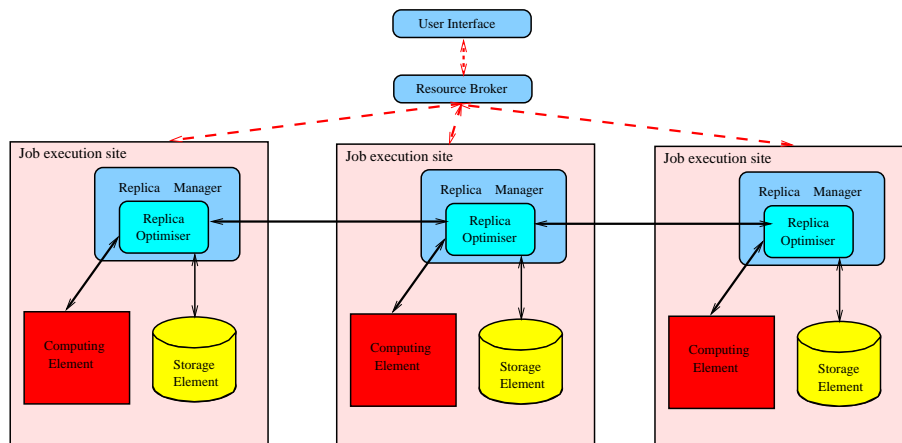 User Interface
Resource Broker
Job execution site
Replica Manager
Replica
Optimiser
Computing
Element
Storage
Element
Job execution site
Replica Manager
Replica
Optimiser
Computing
Element
Storage
Element
Job execution site
Replica Manager
Replica
Optimiser
Computing
Element
Storage
Element